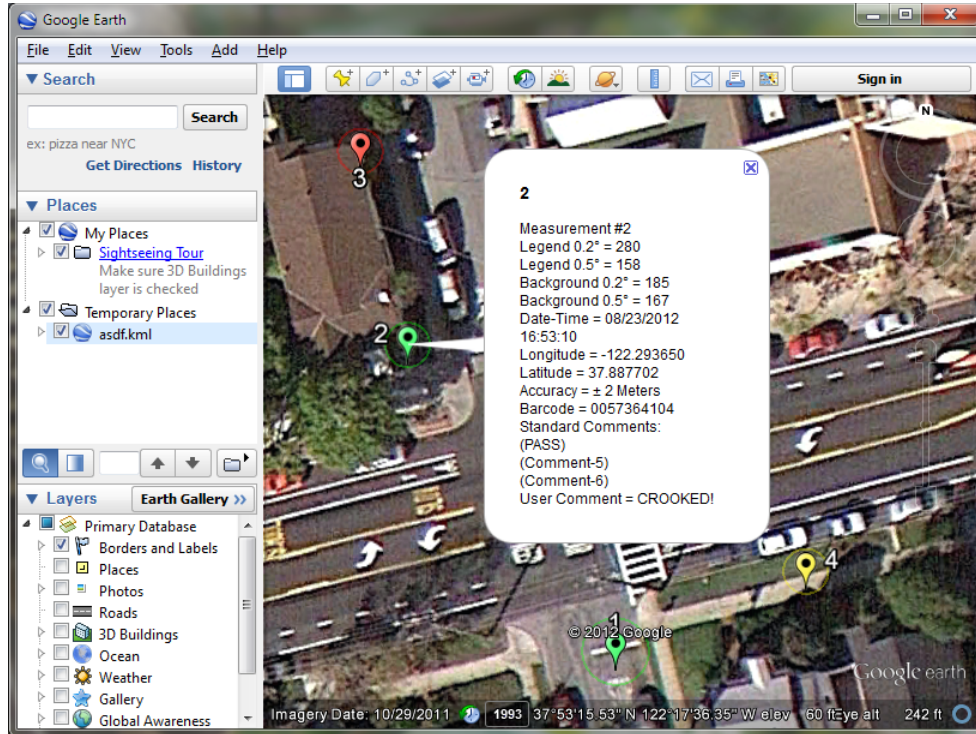 Google Earth
File Edit View Tools Add Help
Search
Search
ex: pizza near NYC
Get Directions History
Places
My Places
Sightseeing Tour
Make sure 3D Buildings
layer is checked
Temporary Places
asdf.kml
Layers
Earth Gallery >>
Primary Database
Borders and Labels
Places
Photos
Roads
3D Buildings
Ocean
Weather
Gallery
Global Awareness
Sign in
N
3
2
2
Measurement #2
Legend 0.2° = 280
Legend 0.5° = 158
Background 0.2° = 185
Background 0.5° = 167
Date-Time = 08/23/2012
16:53:10
Longitude = -122.293650
Latitude = 37.887702
Accuracy = ± 2 Meters
Barcode = 0057364104
Standard Comments:
(PASS)
(Comment-5)
(Comment-6)
User Comment = CROOKED!
4
1
© 2012 Google
Google earth
Imagery Date: 10/29/2011 1993 37°53'15.53" N 122°17'36.35" W elev 60 ft Eye alt 242 ft